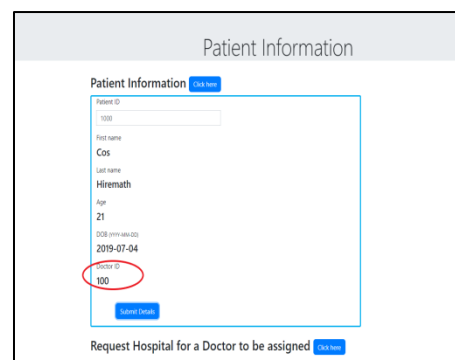 Patient Information
Patient Information Click here
Patient ID
1000
First name
Cos
Last name
Hiremath
Age
21
DOB (YYYY-MM-DD)
2019-07-04
Doctor ID
100
Submit Details
Request Hospital for a Doctor to be assigned Click here